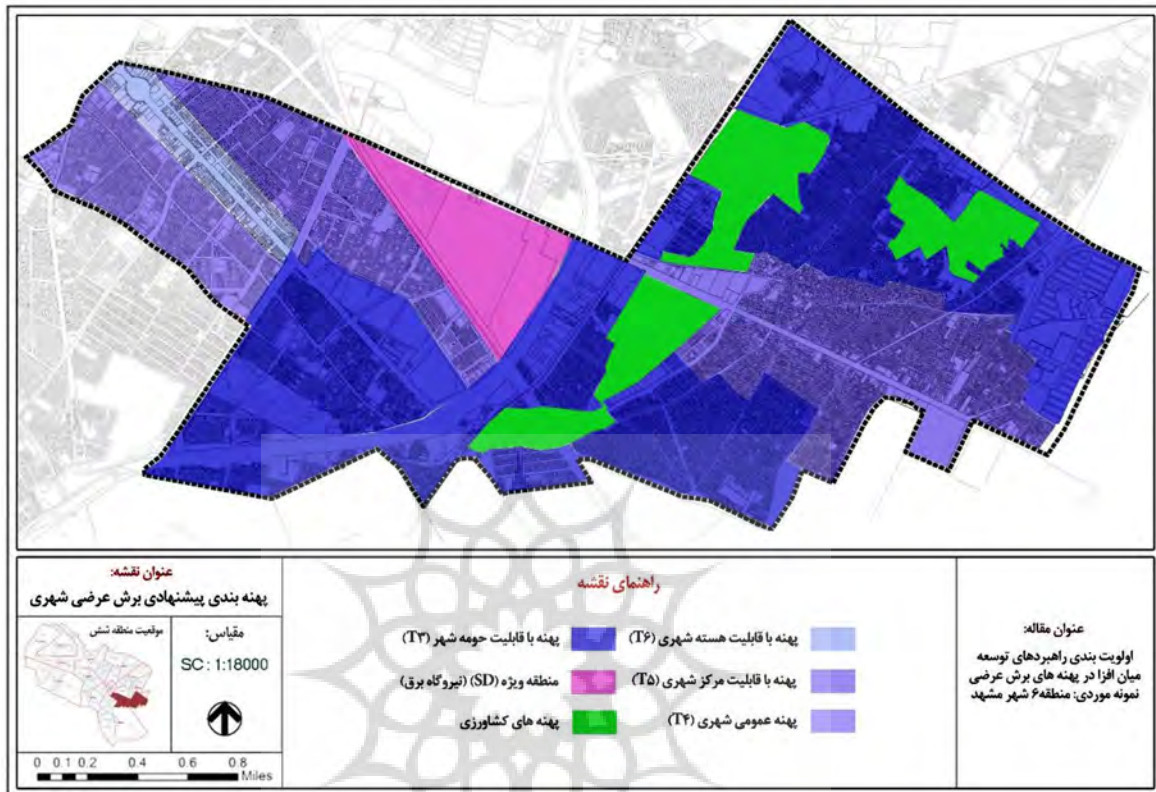 عنوان نقشه:
پهنه بندی پیشنهادی برش عرضی شهری
موقعیت منطقه شش
مقیاس:
SC : 1:18000
0 0.1 0.2 0.4 0.6 0.8
Miles
راهنمای نقشه
پهنه با قابلیت هسته شهری (T۶)
پهنه با قابلیت حومه شهر (T۳)
پهنه با قابلیت مرکز شهری (T۵)
منطقه ویژه (SD) (نیروگاه برق)
پهنه عمومی شهری (T۴)
پهنه های کشاورزی
عنوان مقاله:
اولویت بندی راهبردهای توسعه
میان افزا در پهنه های برش عرضی
نمونه موردی: منطقه۶ شهر مشهد